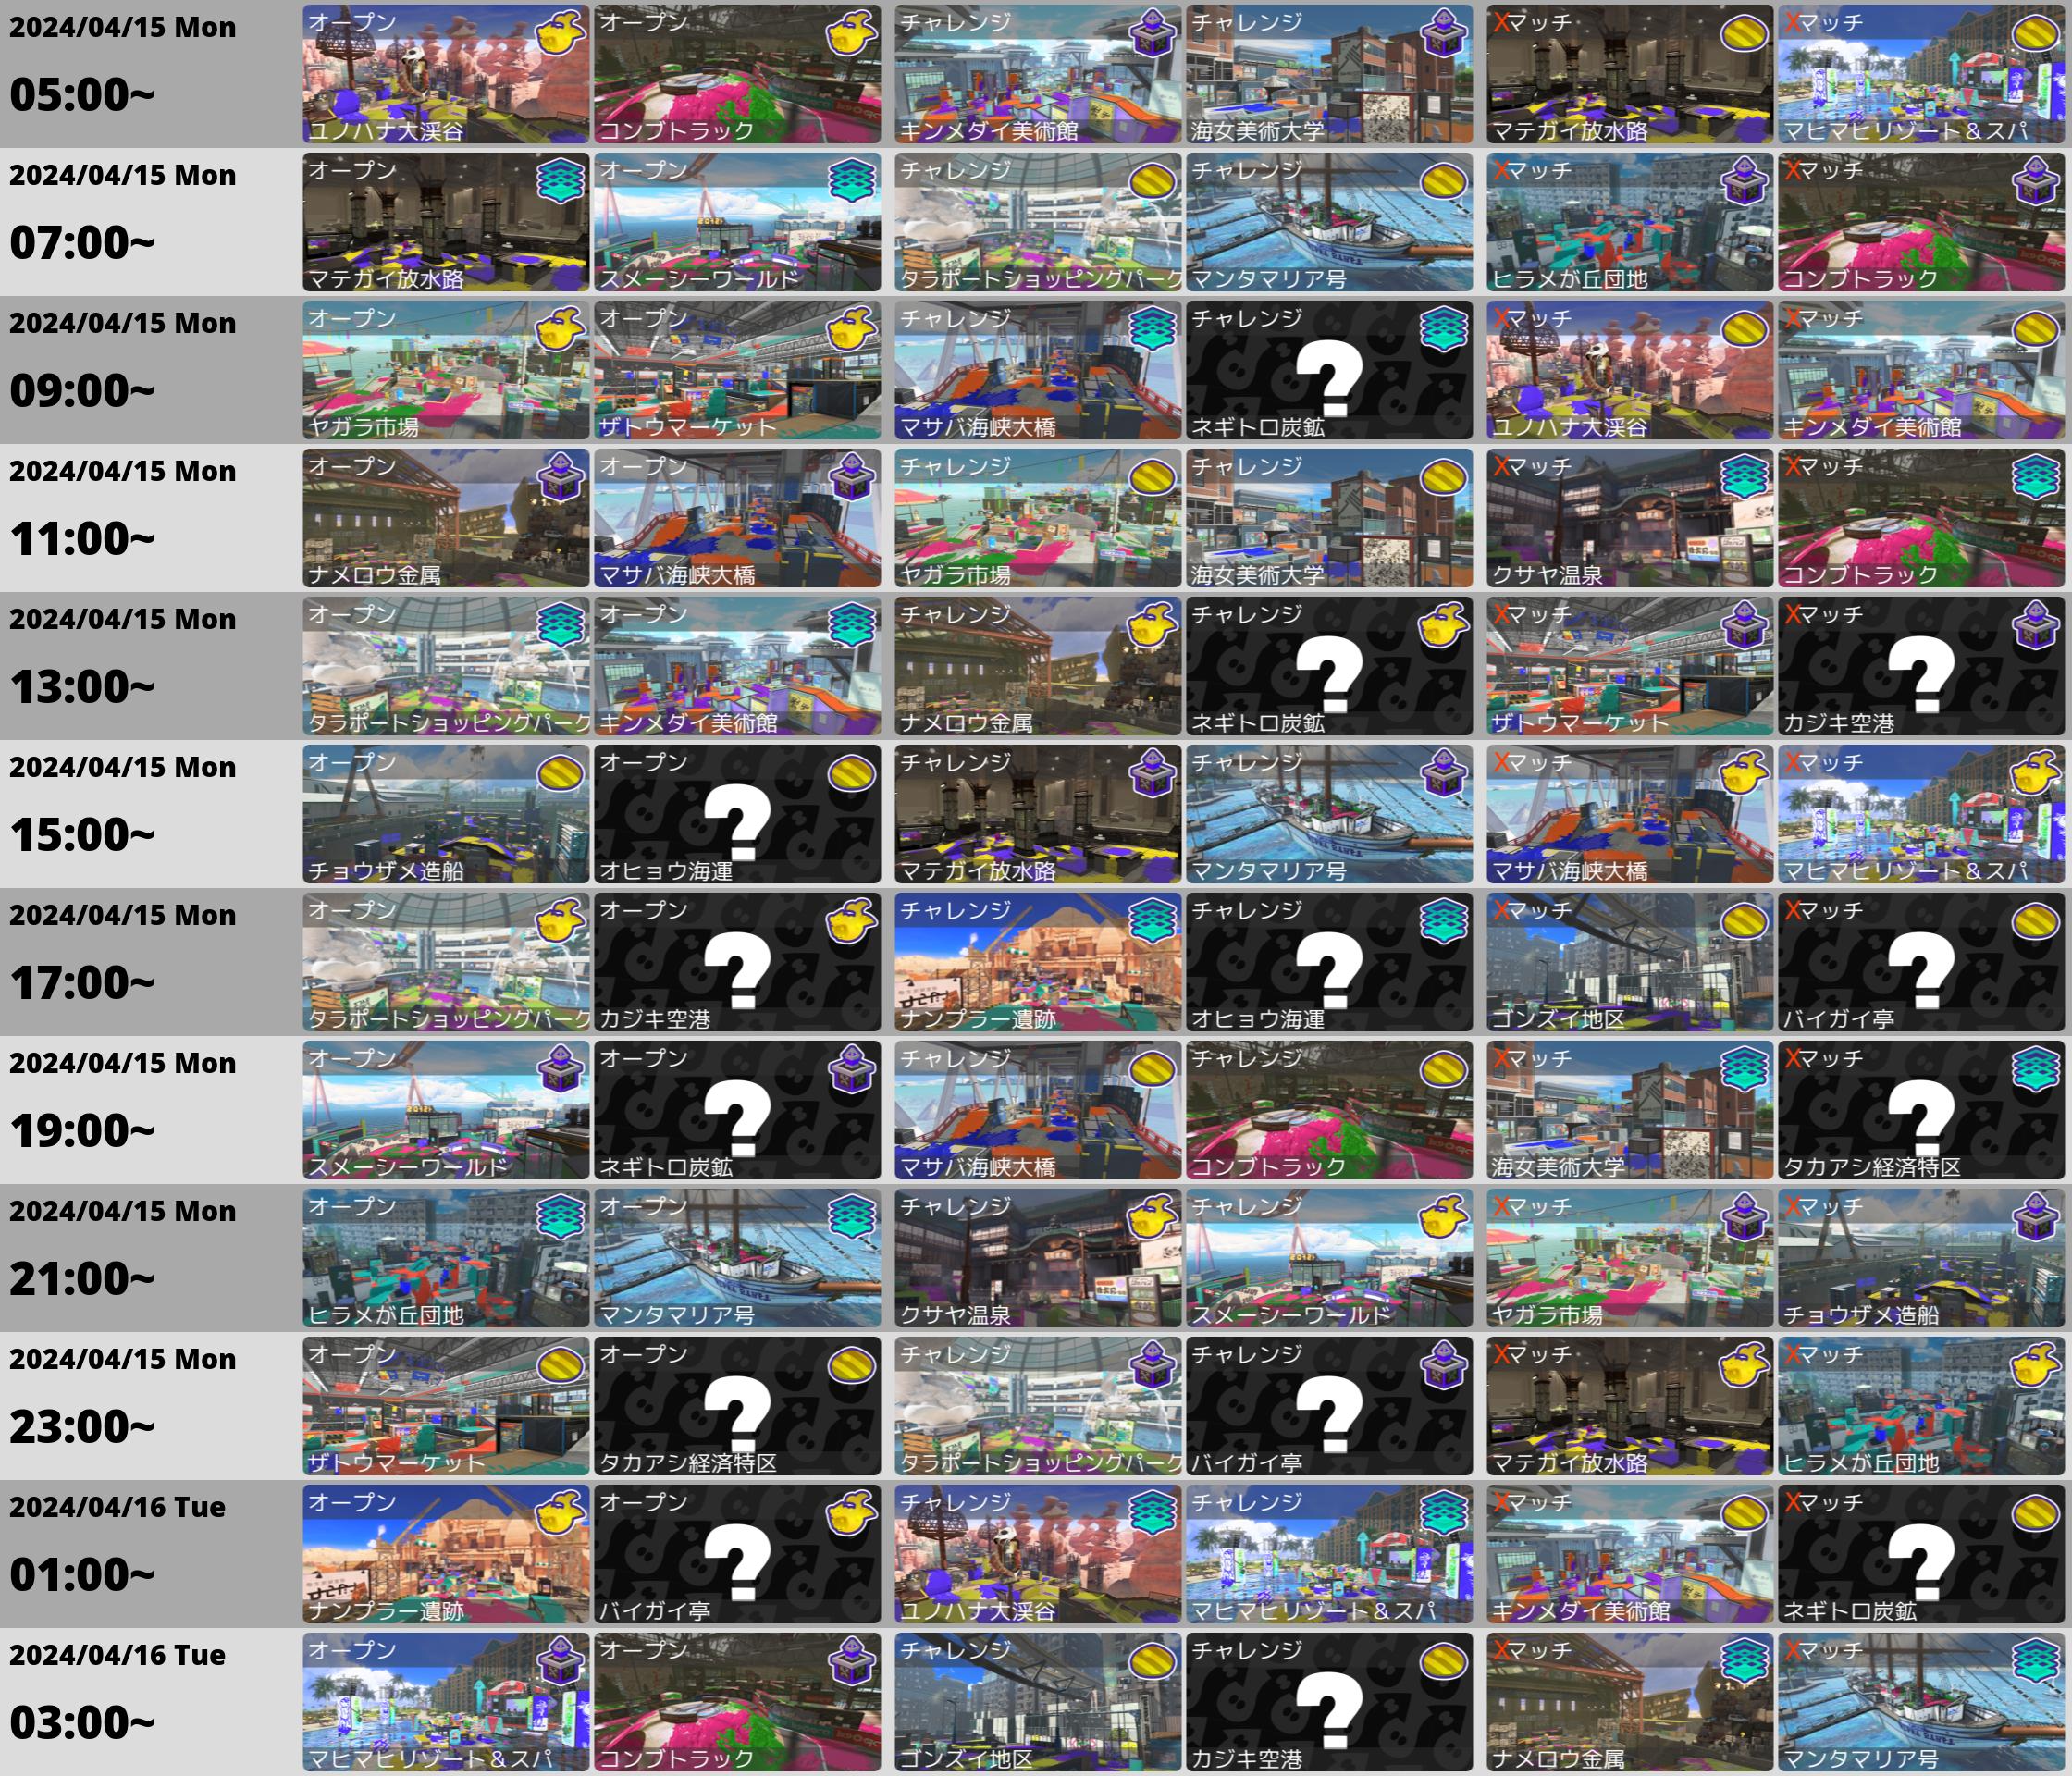 2024/04/15 Mon
05:00~
オープン オープン チャレンジ チャレンジ Xマッチ Xマッチ
ユノハナ大渓谷 コンブトラック キンメダイ美術館 海女美術大学 マテガイ放水路 マヒマヒリゾート＆スパ
2024/04/15 Mon
07:00~
オープン オープン チャレンジ チャレンジ Xマッチ Xマッチ
マテガイ放水路 スメーシーワールド タラポートショッピングパーク マンタマリア号 ヒラメが丘団地 コンブトラック
2024/04/15 Mon
09:00~
オープン オープン チャレンジ チャレンジ Xマッチ Xマッチ
ヤガラ市場 ザトウマーケット マサバ海峡大橋 ネギトロ炭鉱 ユノハナ大渓谷 キンメダイ美術館
2024/04/15 Mon
11:00~
オープン オープン チャレンジ チャレンジ Xマッチ Xマッチ
ナメロウ金属 マサバ海峡大橋 ヤガラ市場 海女美術大学 クサヤ温泉 コンブトラック
2024/04/15 Mon
13:00~
オープン オープン チャレンジ チャレンジ Xマッチ Xマッチ
タラポートショッピングパーク キンメダイ美術館 ナメロウ金属 ネギトロ炭鉱 ザトウマーケット カジキ空港
2024/04/15 Mon
15:00~
オープン オープン チャレンジ チャレンジ Xマッチ Xマッチ
チョウザメ造船 オヒョウ海運 マテガイ放水路 マンタマリア号 マサバ海峡大橋 マヒマヒリゾート＆スパ
2024/04/15 Mon
17:00~
オープン オープン チャレンジ チャレンジ Xマッチ Xマッチ
タラポートショッピングパーク カジキ空港 ナンプラー遺跡 オヒョウ海運 ゴンズイ地区 バイガイ亭
2024/04/15 Mon
19:00~
オープン オープン チャレンジ チャレンジ Xマッチ Xマッチ
スメーシーワールド ネギトロ炭鉱 マサバ海峡大橋 コンブトラック 海女美術大学 タカアシ経済特区
2024/04/15 Mon
21:00~
オープン オープン チャレンジ チャレンジ Xマッチ Xマッチ
ヒラメが丘団地 マンタマリア号 クサヤ温泉 スメーシーワールド ヤガラ市場 チョウザメ造船
2024/04/15 Mon
23:00~
オープン オープン チャレンジ チャレンジ Xマッチ Xマッチ
ザトウマーケット タカアシ経済特区 タラポートショッピングパーク バイガイ亭 マテガイ放水路 ヒラメが丘団地
2024/04/16 Tue
01:00~
オープン オープン チャレンジ チャレンジ Xマッチ Xマッチ
ナンプラー遺跡 バイガイ亭 ユノハナ大渓谷 マヒマヒリゾート＆スパ キンメダイ美術館 ネギトロ炭鉱
2024/04/16 Tue
03:00~
オープン オープン チャレンジ チャレンジ Xマッチ Xマッチ
マヒマヒリゾート＆スパ コンブトラック ゴンズイ地区 カジキ空港 ナメロウ金属 マンタマリア号